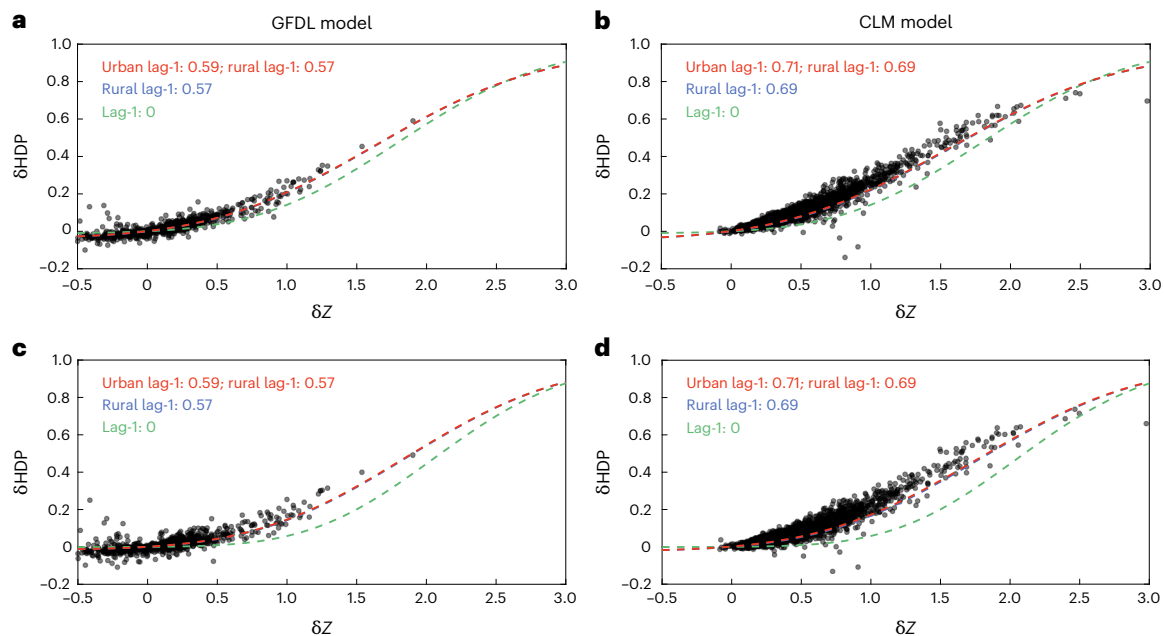 a
GFDL model
1.0
Urban lag-1: 0.59; rural lag-1: 0.57
0.8
Rural lag-1: 0.57
Lag-1: 0
0.6
δHDP
0.4
0.2
0
–0.2
–0.5 0 0.5 1.0 1.5 2.0 2.5 3.0
δZ
b
CLM model
1.0
Urban lag-1: 0.71; rural lag-1: 0.69
0.8
Rural lag-1: 0.69
Lag-1: 0
0.6
δHDP
0.4
0.2
0
–0.2
–0.5 0 0.5 1.0 1.5 2.0 2.5 3.0
δZ
c
1.0
Urban lag-1: 0.59; rural lag-1: 0.57
0.8
Rural lag-1: 0.57
Lag-1: 0
0.6
δHDP
0.4
0.2
0
–0.2
–0.5 0 0.5 1.0 1.5 2.0 2.5 3.0
δZ
d
1.0
Urban lag-1: 0.71; rural lag-1: 0.69
0.8
Rural lag-1: 0.69
Lag-1: 0
0.6
δHDP
0.4
0.2
0
–0.2
–0.5 0 0.5 1.0 1.5 2.0 2.5 3.0
δZ